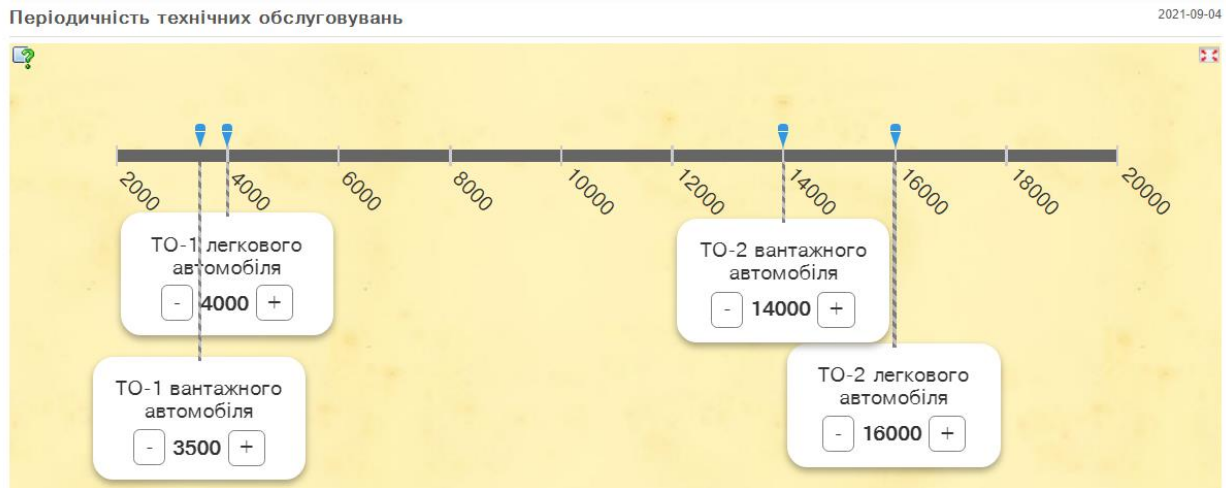 Періодичність технічних обслуговувань
2021-09-04
2000
4000
6000
8000
10000
12000
14000
16000
18000
20000
ТО-1 легкового
автомобіля
- 4000 +
ТО-1 вантажного
автомобіля
- 3500 +
ТО-2 вантажного
автомобіля
- 14000 +
ТО-2 легкового
автомобіля
- 16000 +